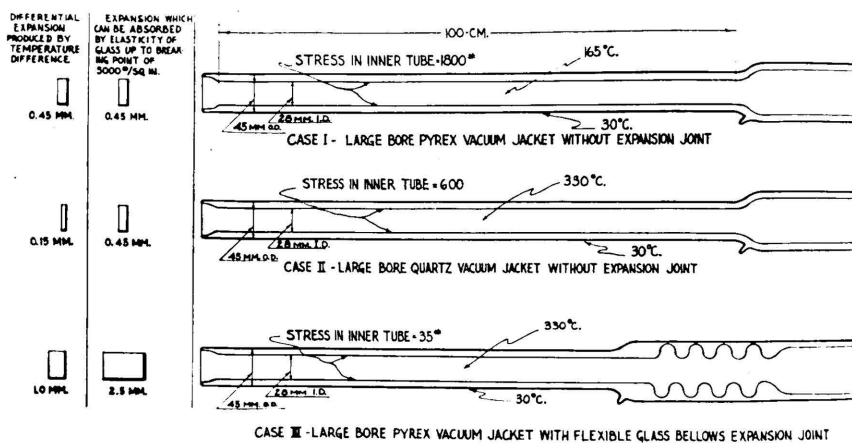 DIFFERENTIAL
EXPANSION
PRODUCED BY
TEMPERATURE
DIFFERENCE
EXPANSION WHICH
CAN BE ABSORBED
BY ELASTICITY OF
GLASS UP TO BREAK-
ING POINT OF
5000#/SQ IN.
100-CM.
0.45 MM.
0.45 MM.
STRESS IN INNER TUBE=1800#
165°C.
45 MM O.D.
28 MM. I.D.
30°C.
CASE I - LARGE BORE PYREX VACUUM JACKET WITHOUT EXPANSION JOINT
0.15 MM.
0.45 MM.
STRESS IN INNER TUBE=600
330°C.
45 MM. O.D.
28 MM. I.D.
30°C.
CASE II - LARGE BORE QUARTZ VACUUM JACKET WITHOUT EXPANSION JOINT
1.0 MM.
2.5 MM.
STRESS IN INNER TUBE=35#
330°C.
45 MM. O.D.
28 MM I.D.
30°C.
CASE III - LARGE BORE PYREX VACUUM JACKET WITH FLEXIBLE GLASS BELLOWS EXPANSION JOINT